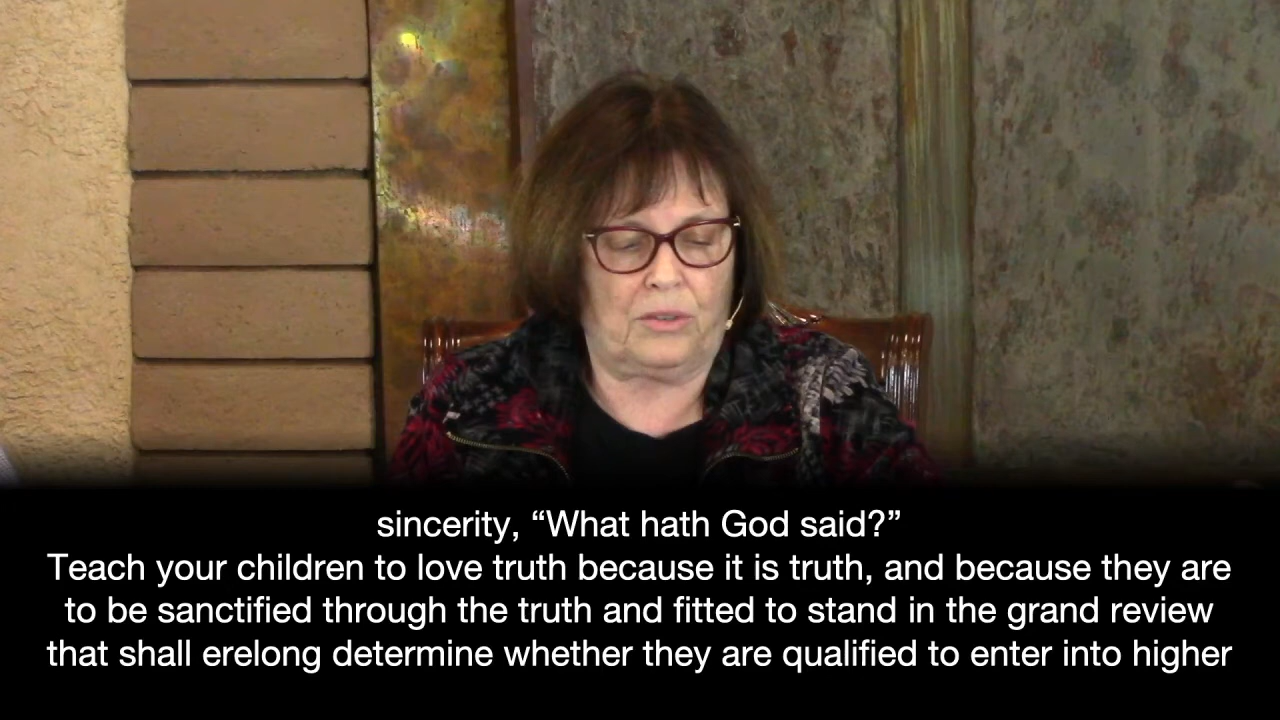 sincerity, “What hath God said?”
Teach your children to love truth because it is truth, and because they are
to be sanctified through the truth and fitted to stand in the grand review
that shall erelong determine whether they are qualified to enter into higher